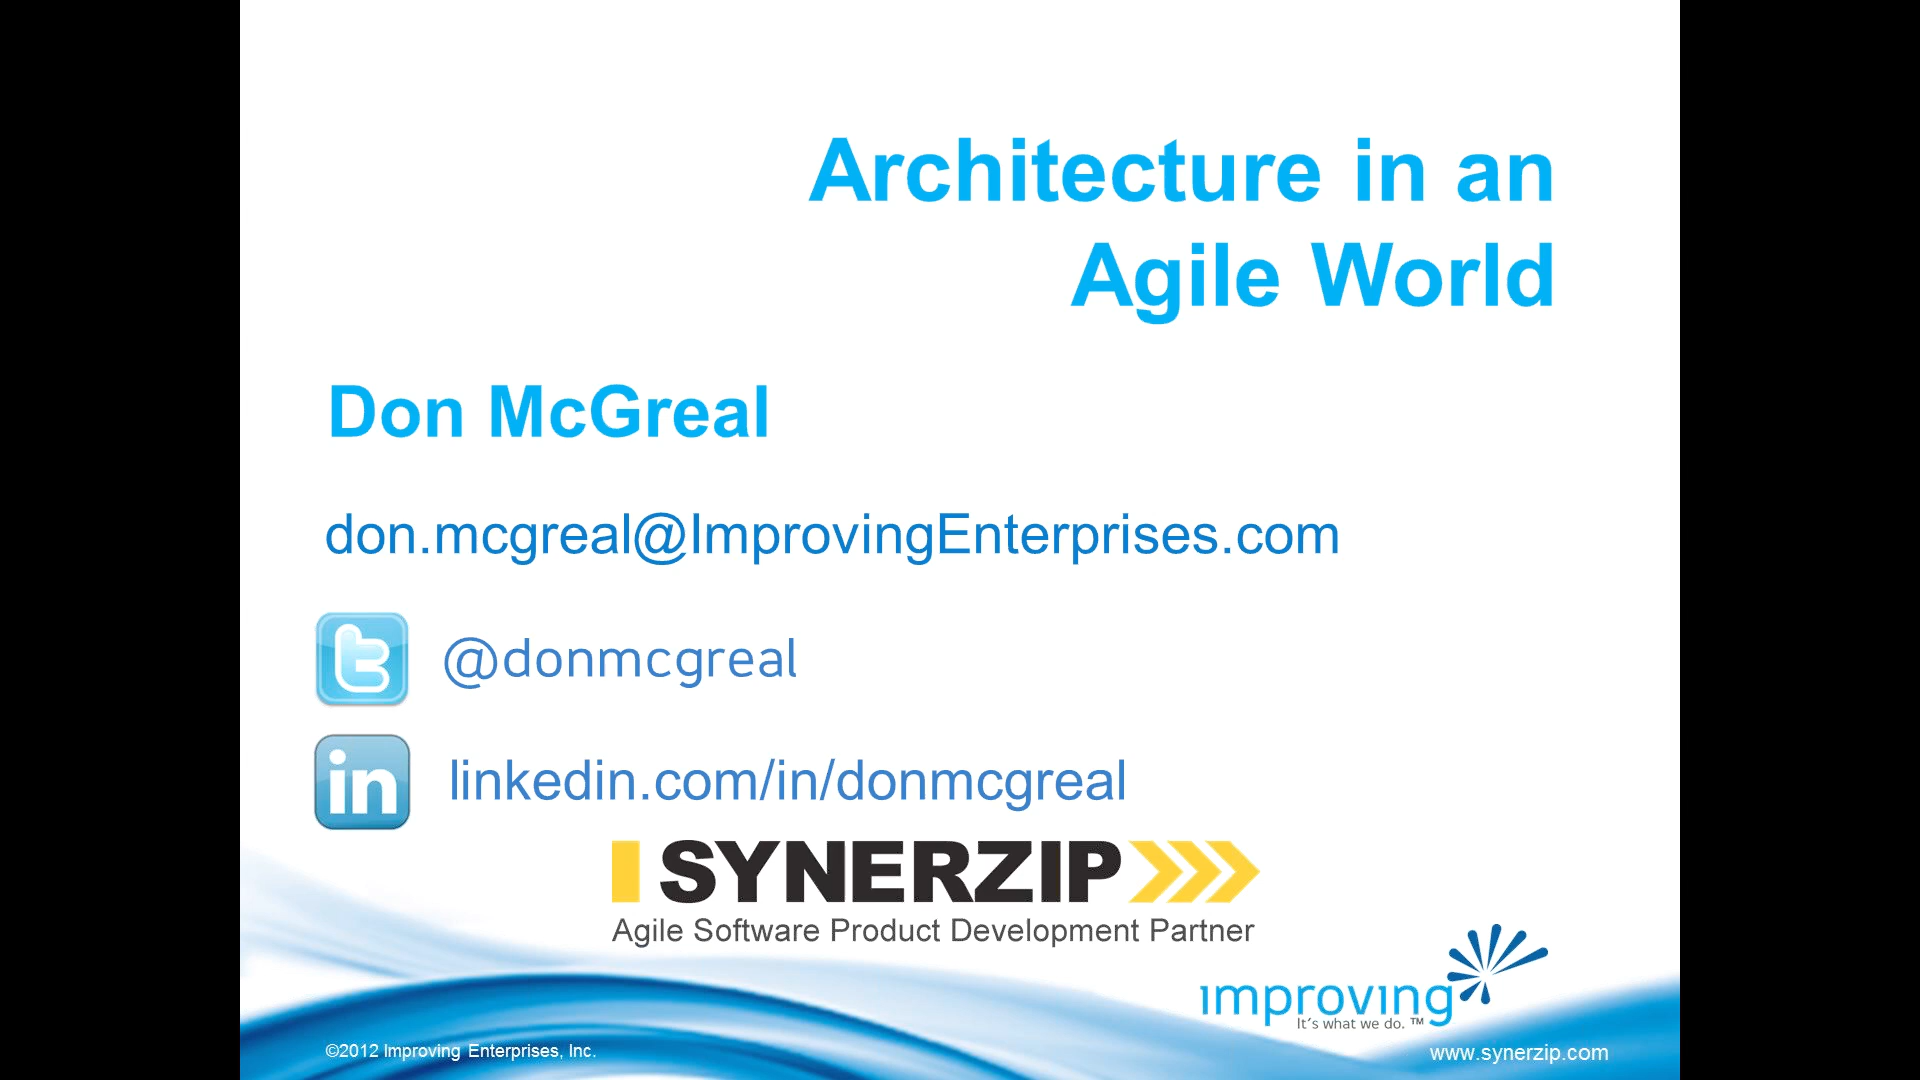 Architecture in an
Agile World
Don McGreal
don.mcgreal@ImprovingEnterprises.com
@donmcgreal
in
linkedin.com/in/donmcgreal
SYNERZIP
Agile Software Product Development Partner
improving
It's what we do. ™
©2012 Improving Enterprises, Inc.
www.synerzip.com